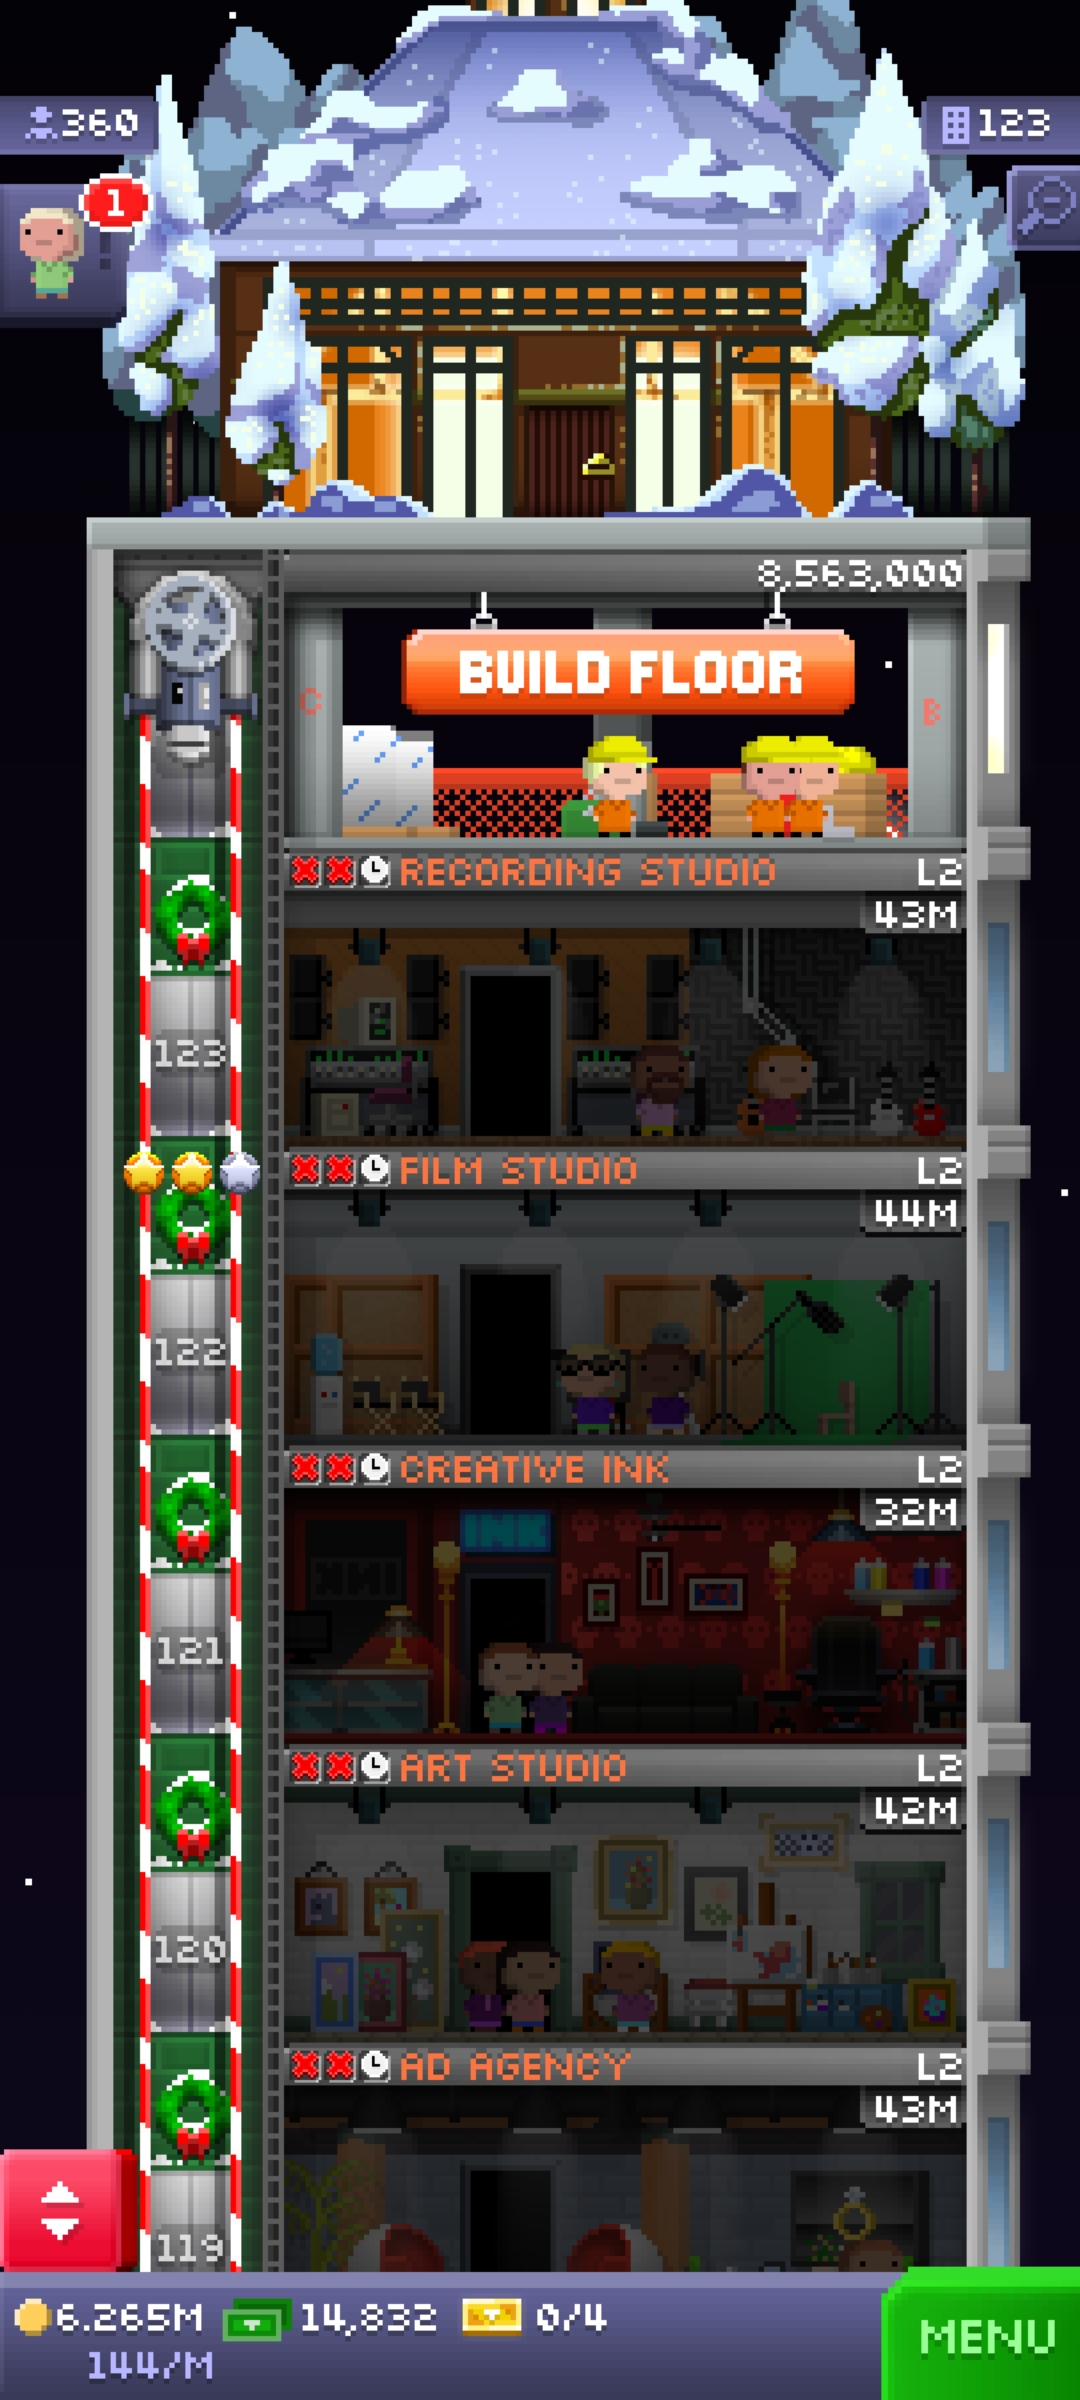 360
123
1
8,563,000
BUILD FLOOR
C
B
RECORDING STUDIO L2
43M
123
FILM STUDIO L2
44M
122
CREATIVE INK L2
32M
INK
121
ART STUDIO L2
42M
120
AD AGENCY L2
43M
119
6.265M 14,832 0/4
144/M
MENU